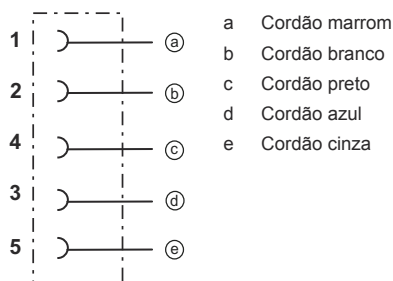 1 a
2 b
4 c
3 d
5 e
a Cordão marrom
b Cordão branco
c Cordão preto
d Cordão azul
e Cordão cinza